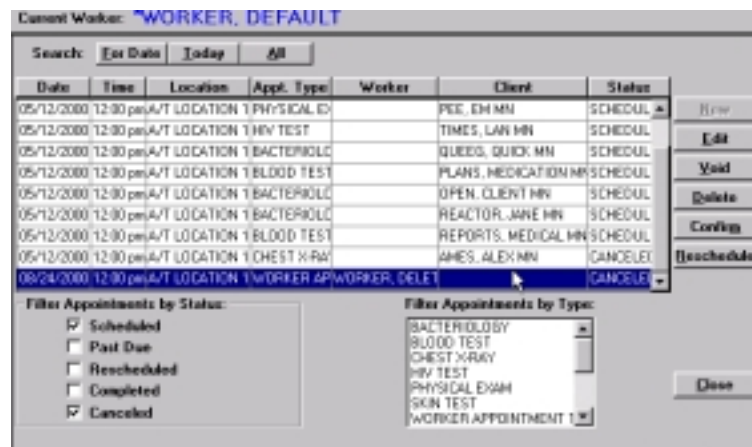 Current Worker: *WORKER, DEFAULT
Search: For Date Today All
Date Time Location Appt. Type Worker Client Status
05/12/2000 12:00 pm A/T LOCATION 1 PHYSICAL EX PEE, EM MN SCHEDUL
05/12/2000 12:00 pm A/T LOCATION 1 HIV TEST TIMES, LAN MN SCHEDUL
05/12/2000 12:00 pm A/T LOCATION 1 BACTERIOLC QUEEG, QUICK MN SCHEDUL
05/12/2000 12:00 pm A/T LOCATION 1 BLOOD TEST PLANS, MEDICATION MN SCHEDUL
05/12/2000 12:00 pm A/T LOCATION 1 BACTERIOLC OPEN, CLIENT MN SCHEDUL
05/12/2000 12:00 pm A/T LOCATION 1 BACTERIOLC REACTOR, JANE MN SCHEDUL
05/12/2000 12:00 pm A/T LOCATION 1 BLOOD TEST REPORTS, MEDICAL MN SCHEDUL
05/12/2000 12:00 pm A/T LOCATION 1 CHEST X-RAY AMES, ALEX MN CANCELEI
08/24/2000 12:00 pm A/T LOCATION 1 WORKER AP WORKER, DELET CANCELEI
New
Edit
Void
Delete
Confirm
Reschedule
Close
Filter Appointments by Status:
Scheduled
Past Due
Rescheduled
Completed
Canceled
Filter Appointments by Type:
BACTERIOLOGY
BLOOD TEST
CHEST X-RAY
HIV TEST
PHYSICAL EXAM
SKIN TEST
WORKER APPOINTMENT 1